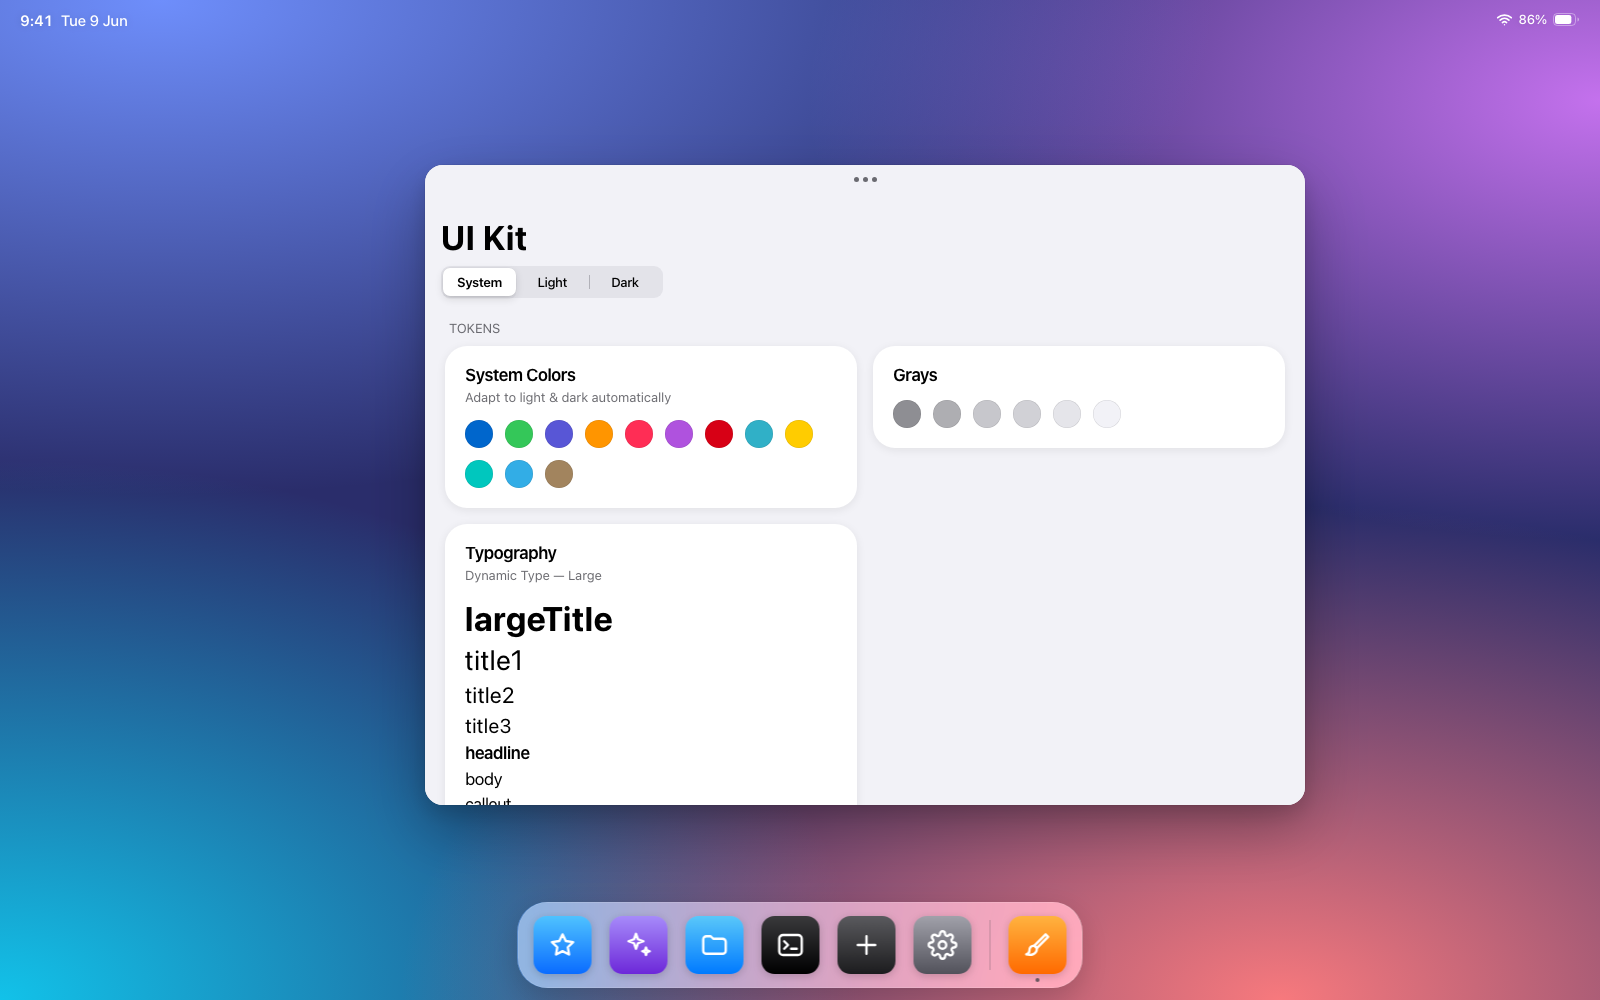 9:41 Tue 9 Jun
86%
UI Kit
System Light Dark
TOKENS
System Colors
Adapt to light & dark automatically
Grays
Typography
Dynamic Type — Large
largeTitle
title1
title2
title3
headline
body
callout